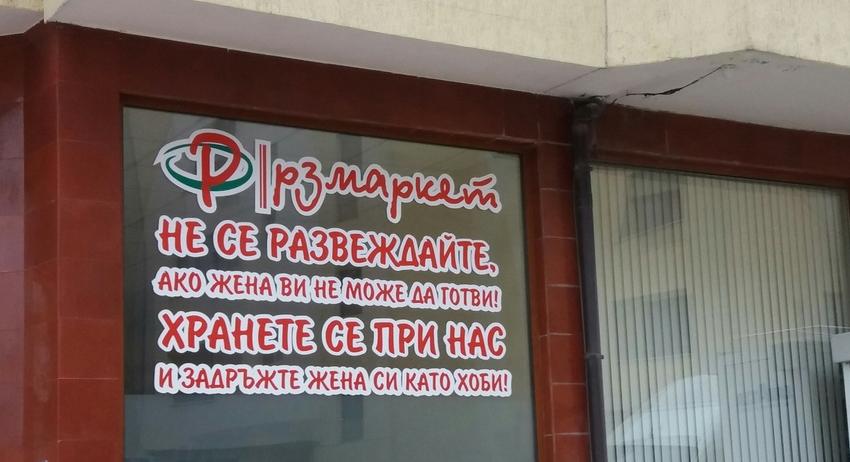 Р рзмаркет
НЕ СЕ РАЗВЕЖДАЙТЕ,
АКО ЖЕНА ВИ НЕ МОЖЕ ДА ГОТВИ!
ХРАНЕТЕ СЕ ПРИ НАС
И ЗАДРЪЖТЕ ЖЕНА СИ КАТО ХОБИ!